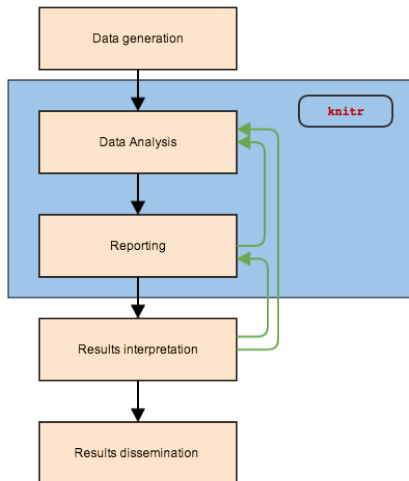 Data generation
knitr
Data Analysis
Reporting
Results interpretation
Results dissemination